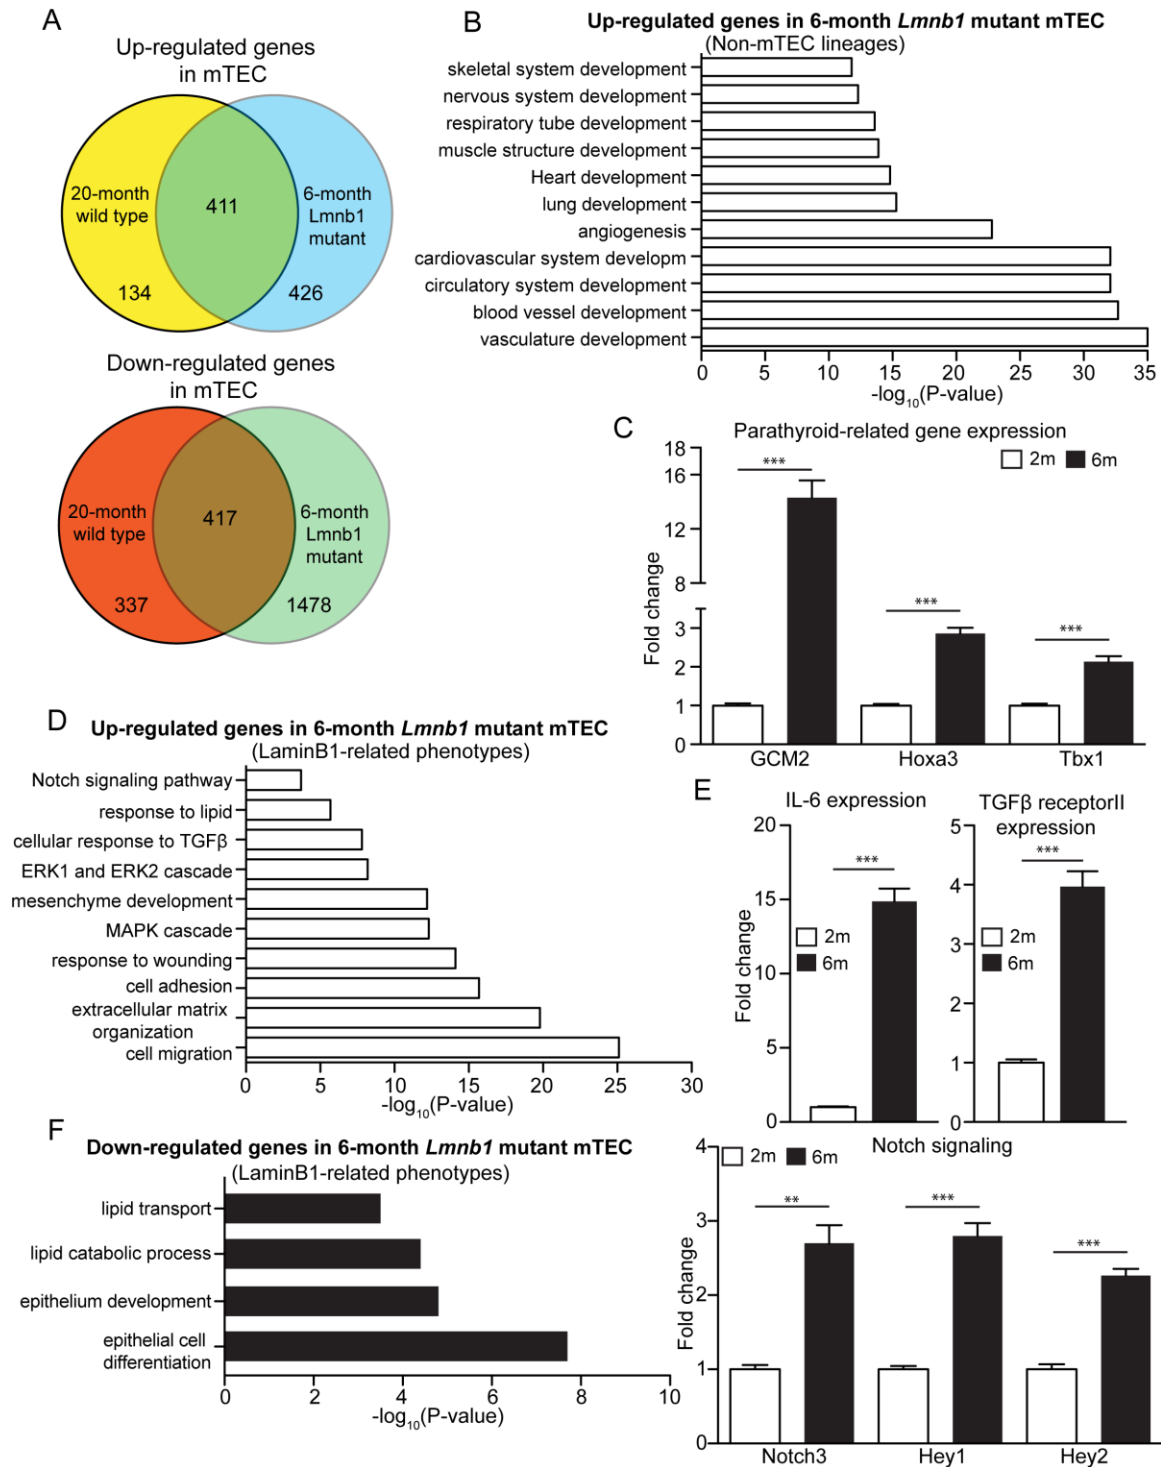 A
Up-regulated genes
in mTEC
20-month
wild type
411
6-month
Lmnb1
mutant
134
426
Down-regulated genes
in mTEC
20-month
wild type
417
6-month
Lmnb1
mutant
337
1478
B
Up-regulated genes in 6-month Lmnb1 mutant mTEC
(Non-mTEC lineages)
skeletal system development
nervous system development
respiratory tube development
muscle structure development
Heart development
lung development
angiogenesis
cardiovascular system developm
circulatory system development
blood vessel development
vasculature development
0 5 10 15 20 25 30 35
-log10(P-value)
C
Parathyroid-related gene expression
2m 6m
Fold change
18
16
12
8
3
2
1
0
***
***
***
GCM2 Hoxa3 Tbx1
D
Up-regulated genes in 6-month Lmnb1 mutant mTEC
(LaminB1-related phenotypes)
Notch signaling pathway
response to lipid
cellular response to TGFβ
ERK1 and ERK2 cascade
mesenchyme development
MAPK cascade
response to wounding
cell adhesion
extracellular matrix
organization
cell migration
0 5 10 15 20 25 30
-log10(P-value)
E
IL-6 expression
Fold change
20
15
10
5
0
***
2m
6m
TGFβ receptorII
expression
5
4
3
2
1
0
***
2m
6m
Notch signaling
2m 6m
Fold change
4
3
2
1
0
**
***
***
Notch3 Hey1 Hey2
F
Down-regulated genes in 6-month Lmnb1 mutant mTEC
(LaminB1-related phenotypes)
lipid transport
lipid catabolic process
epithelium development
epithelial cell
differentiation
0 2 4 6 8 10
-log10(P-value)